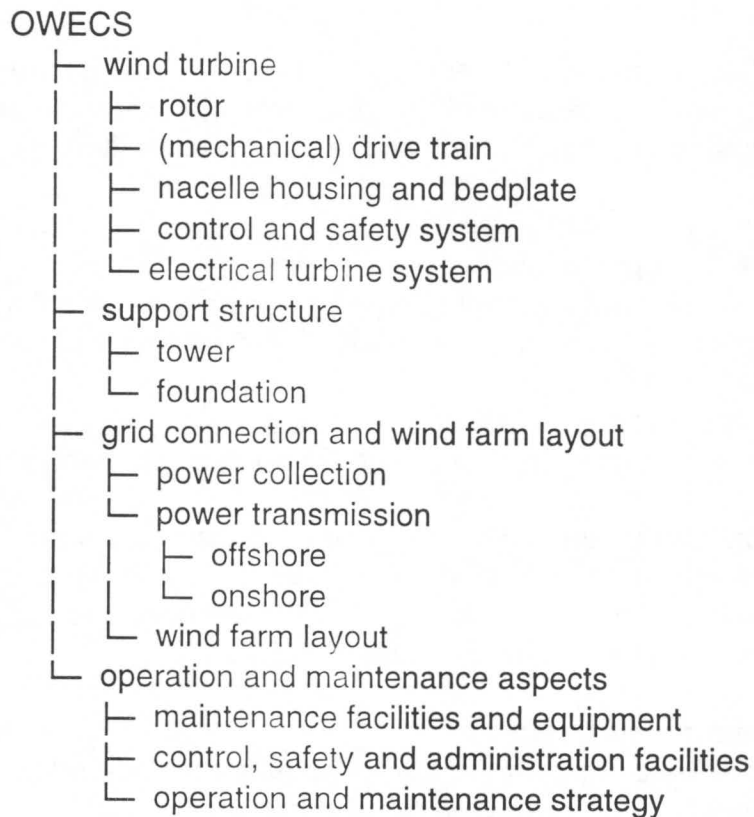 OWECS
wind turbine
rotor
(mechanical) drive train
nacelle housing and bedplate
control and safety system
electrical turbine system
support structure
tower
foundation
grid connection and wind farm layout
power collection
power transmission
offshore
onshore
wind farm layout
operation and maintenance aspects
maintenance facilities and equipment
control, safety and administration facilities
operation and maintenance strategy